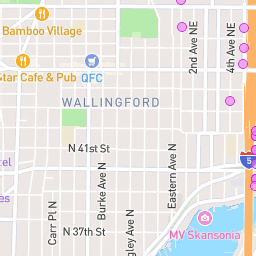 Bamboo Village
2nd Ave NE
4th Ave NE
Star Cafe & Pub
QFC
WALLINGFORD
N 41st St
5
Burke Ave N
Eastern Ave N
Carr Pl N
N 37th St
MV Skansonia